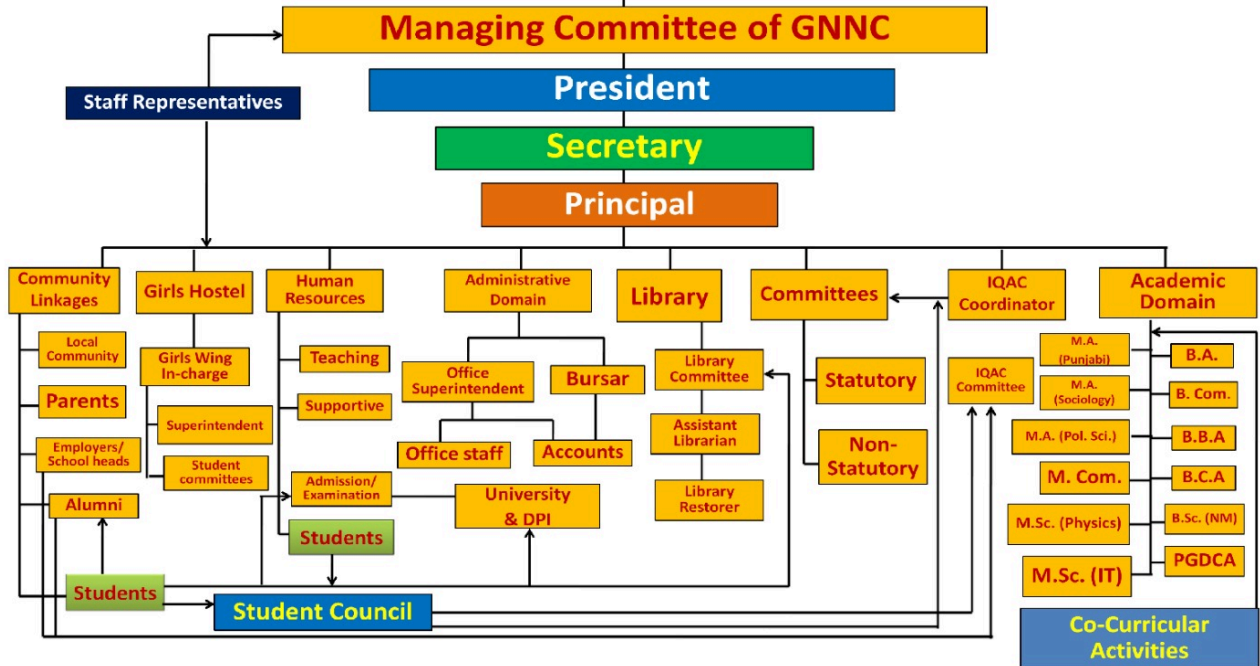 Managing Committee of GNNC
Staff Representatives
President
Secretary
Principal
Community
Linkages
Girls Hostel
Human
Resources
Administrative
Domain
Library
Committees
IQAC
Coordinator
Academic
Domain
Local
Community
Parents
Employers/
School heads
Alumni
Students
Girls Wing
In-charge
Superintendent
Student
committees
Teaching
Supportive
Admission/
Examination
Students
Student Council
Office
Superintendent
Bursar
Office staff
Accounts
University
& DPI
Library
Committee
Assistant
Librarian
Library
Restorer
Statutory
Non-
Statutory
IQAC
Committee
M.A.
(Punjabi)
M.A.
(Sociology)
M.A. (Pol. Sci.)
M. Com.
M.Sc. (Physics)
M.Sc. (IT)
B.A.
B. Com.
B.B.A
B.C.A
B.Sc. (NM)
PGDCA
Co-Curricular
Activities